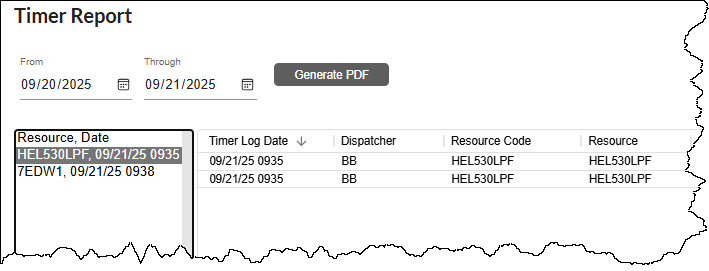 Timer Report
From Through
09/20/2025 09/21/2025 Generate PDF
Resource, Date
HEL530LPF, 09/21/25 0935
7EDW1, 09/21/25 0938
Timer Log Date ↓ Dispatcher Resource Code Resource
09/21/25 0935 BB HEL530LPF HEL530LPF
09/21/25 0935 BB HEL530LPF HEL530LPF